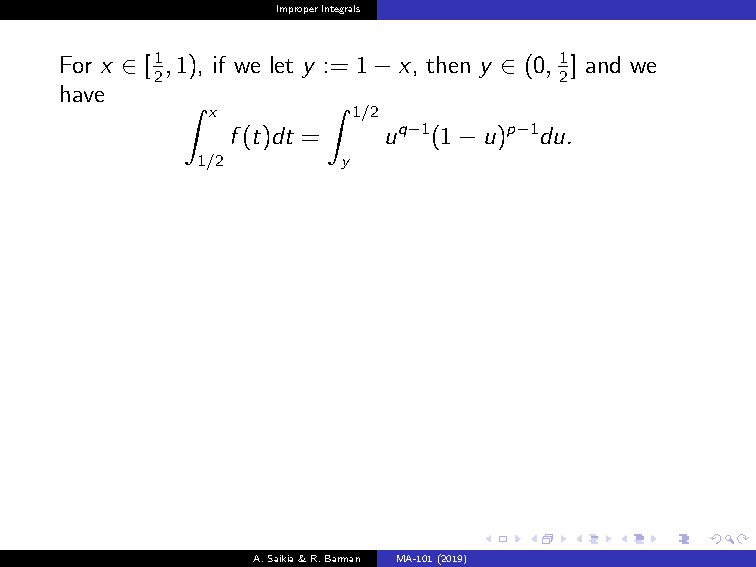 Improper Integrals
For x ∈ [1/2, 1), if we let y := 1 − x, then y ∈ (0, 1/2] and we
have
∫_{1/2}^{x} f(t)dt = ∫_{y}^{1/2} u^{q−1}(1 − u)^{p−1}du.
A. Saikia & R. Barman MA-101 (2019)